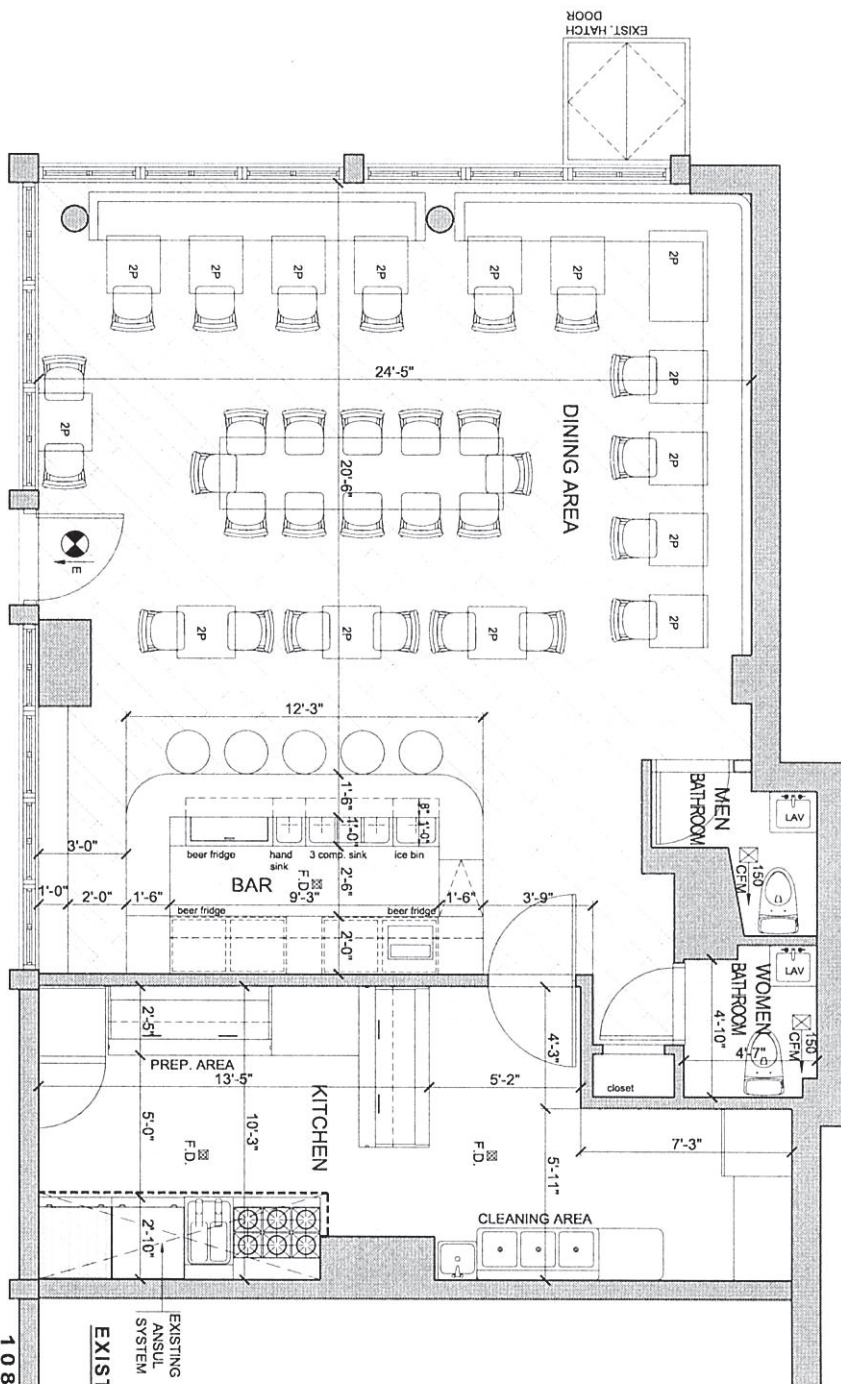 EXIST. HATCH
DOOR
2P
2P
2P
2P
2P
2P
2P
2P
24'-5"
2P
DINING AREA
2P
20'-6"
2P
E
2P
2P
2P
2P
12'-3"
1'-6"
MEN
BATHROOM
LAV
8"
1'-0"
1'-0"
3'-0"
beer fridge
hand
sink
3 comp. sink
ice bin
150
CFM
BAR
F.D.
2'-6"
1'-0"
2'-0"
1'-6"
9'-3"
1'-6"
3'-9"
beer fridge
beer fridge
2'-0"
LAV
WOMEN
BATHROOM
4'-10"
150
CFM
2'-5"
4'-3"
4'-7"
PREP. AREA
13'-5"
5'-2"
closet
KITCHEN
5'-0"
10'-3"
F.D.
F.D.
5'-11"
7'-3"
2'-10"
CLEANING AREA
EXISTING
ANSUL
SYSTEM
EXIST
108